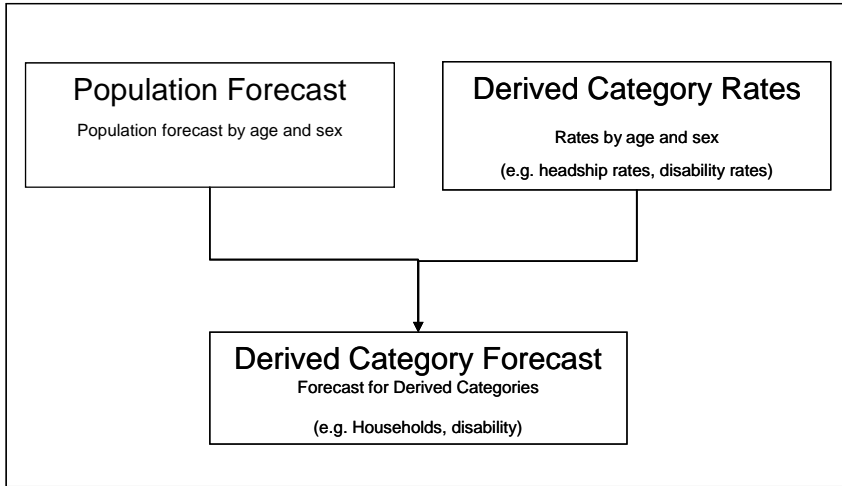 Population Forecast
Population forecast by age and sex
Derived Category Rates
Rates by age and sex
(e.g. headship rates, disability rates)
Derived Category Forecast
Forecast for Derived Categories
(e.g. Households, disability)